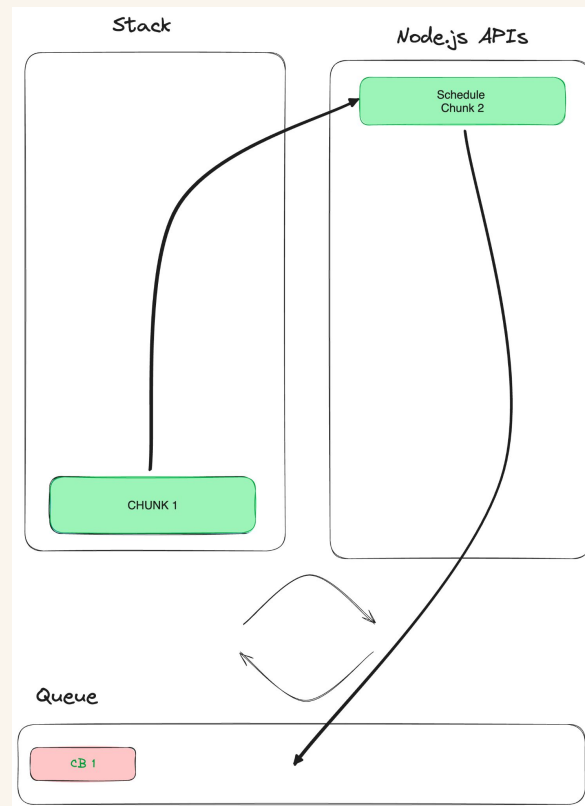 Stack
Node.js APIs
Schedule
Chunk 2
CHUNK 1
Queue
CB 1